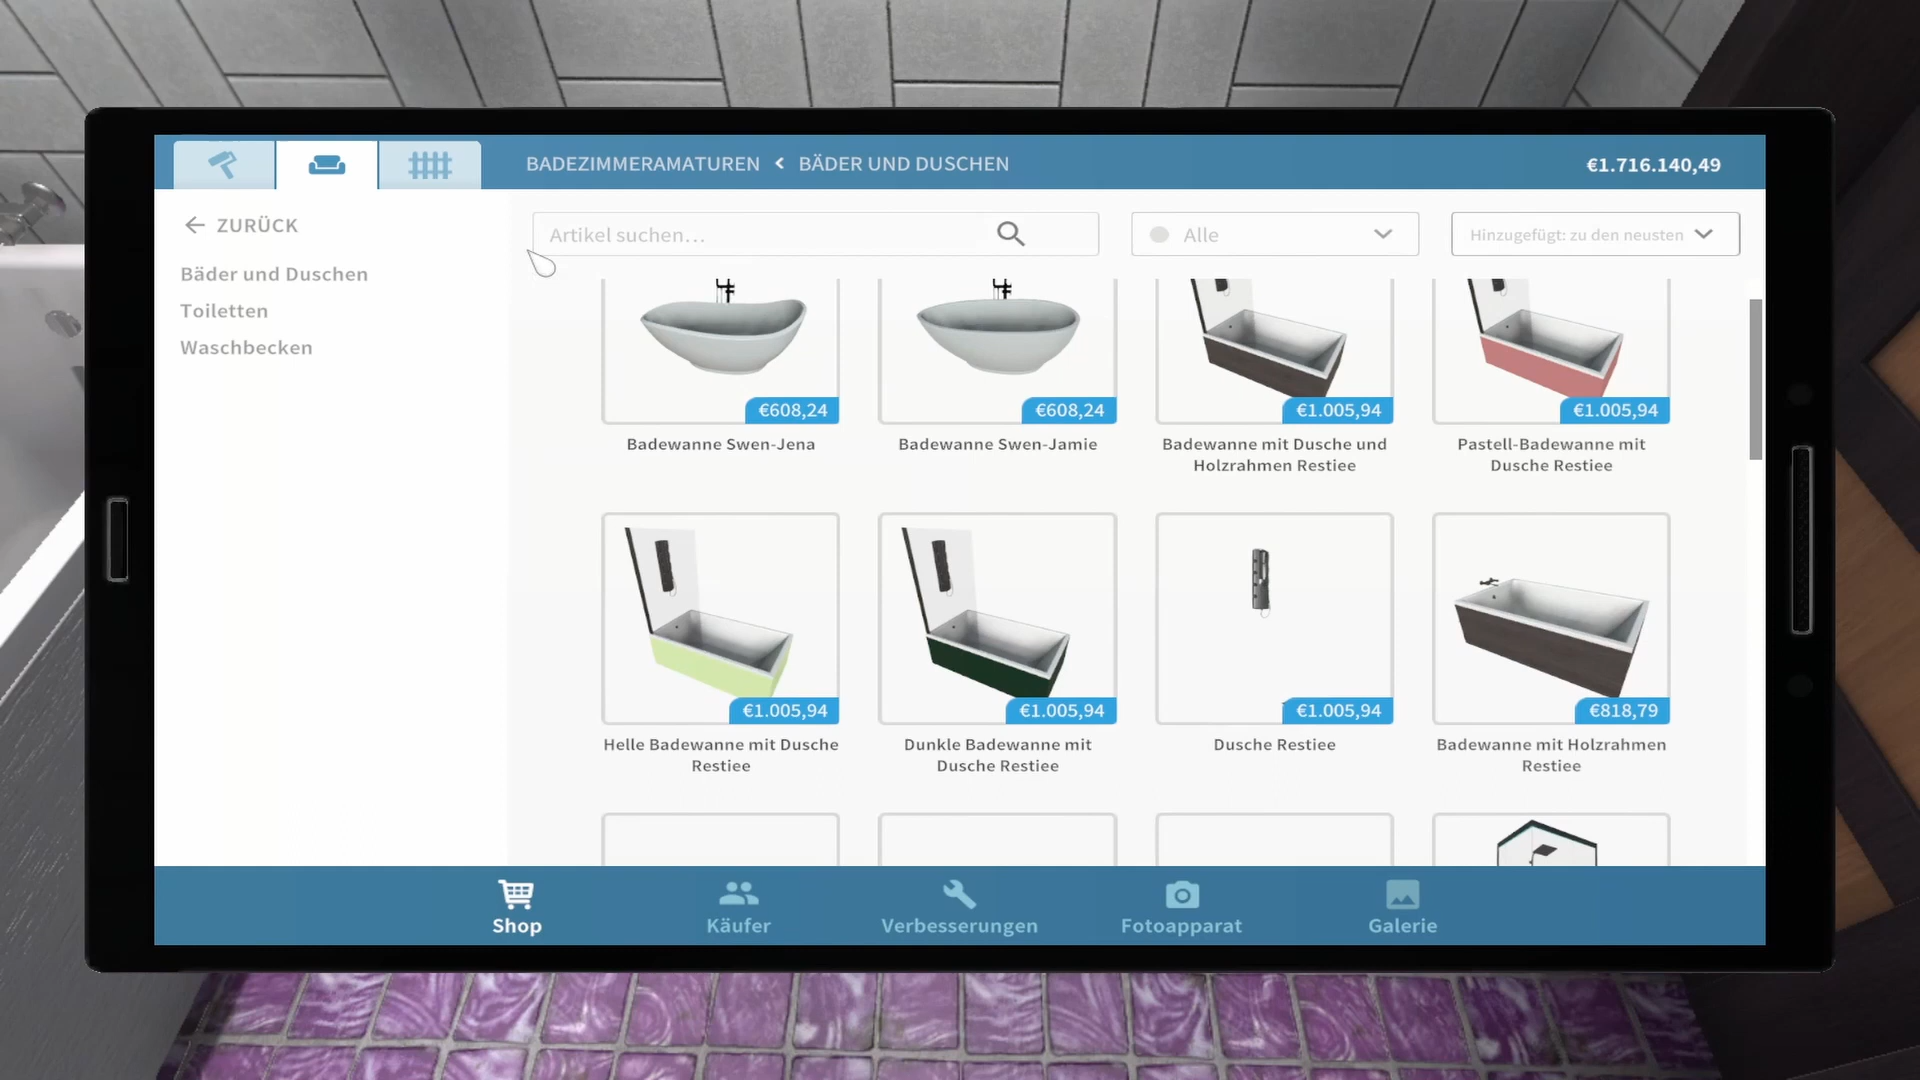 BADEZIMMERAMATUREN < BÄDER UND DUSCHEN
€1.716.140,49
ZURÜCK
Bäder und Duschen
Toiletten
Waschbecken
Artikel suchen...
Alle
Hinzugefügt: zu den neusten
€608,24
€608,24
€1.005,94
€1.005,94
Badewanne Swen-Jena
Badewanne Swen-Jamie
Badewanne mit Dusche und
Holzrahmen Restiee
Pastell-Badewanne mit
Dusche Restiee
€1.005,94
€1.005,94
€1.005,94
€818,79
Helle Badewanne mit Dusche
Restiee
Dunkle Badewanne mit
Dusche Restiee
Dusche Restiee
Badewanne mit Holzrahmen
Restiee
Shop
Käufer
Verbesserungen
Fotoapparat
Galerie